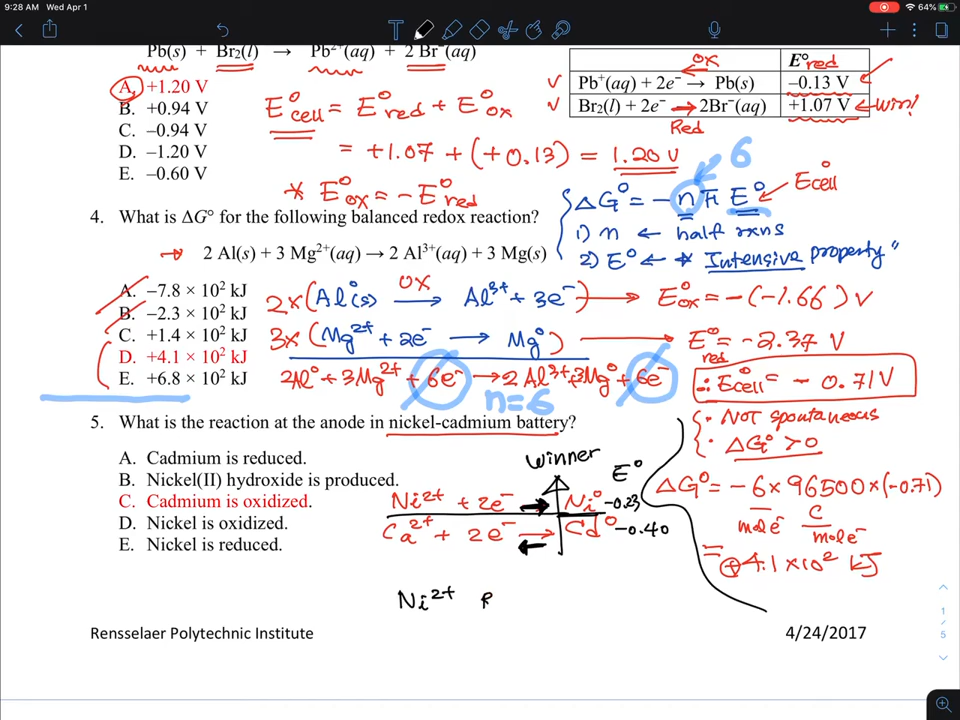 9:28 AM Wed Apr 1
64%
Pb(s) + Br₂(l) → Pb²⁺(aq) + 2 Br⁻(aq)
A. +1.20 V
B. +0.94 V
C. –0.94 V
D. –1.20 V
E. –0.60 V
E°cell = E°red + E°ox
= +1.07 + (+0.13) = 1.20 V
* E°ox = - E°red
ox
E°red
v Pb⁺(aq) + 2e⁻ → Pb(s) –0.13 V
v Br₂(l) + 2e⁻ → 2Br⁻(aq) +1.07 V ← win!
Red
6
ΔG° = - n F E°
E°cell
1) n ← half rxns
2) E° ← * Intensive property"
4. What is ΔG° for the following balanced redox reaction?
→ 2 Al(s) + 3 Mg²⁺(aq) → 2 Al³⁺(aq) + 3 Mg(s)
A. –7.8 × 10² kJ
B. –2.3 × 10² kJ
C. +1.4 × 10² kJ
D. +4.1 × 10² kJ
E. +6.8 × 10² kJ
ox
2x (Al°(s) → Al³⁺ + 3e⁻) → E°ox = -(-1.66) V
3x (Mg²⁺ + 2e⁻ → Mg°) → E°red = -2.37 V
2Al° + 3Mg²⁺ + 6e⁻ → 2Al³⁺ + 3Mg° + 6e⁻
n=6
∴ E°cell = - 0.71V
· NOT spontaneous
· ΔG° > 0
ΔG° = - 6 × 96500 × (-0.71)
mol e⁻ C
mol e⁻
= ⊕4.1 × 10² kJ
5. What is the reaction at the anode in nickel-cadmium battery?
A. Cadmium is reduced.
B. Nickel(II) hydroxide is produced.
C. Cadmium is oxidized.
D. Nickel is oxidized.
E. Nickel is reduced.
Winner
E°
Ni²⁺ + 2e⁻ → Ni° -0.23
Ca²⁺ + 2e⁻ → Cd° -0.40
Ni²⁺
Rensselaer Polytechnic Institute
4/24/2017
1
/
5